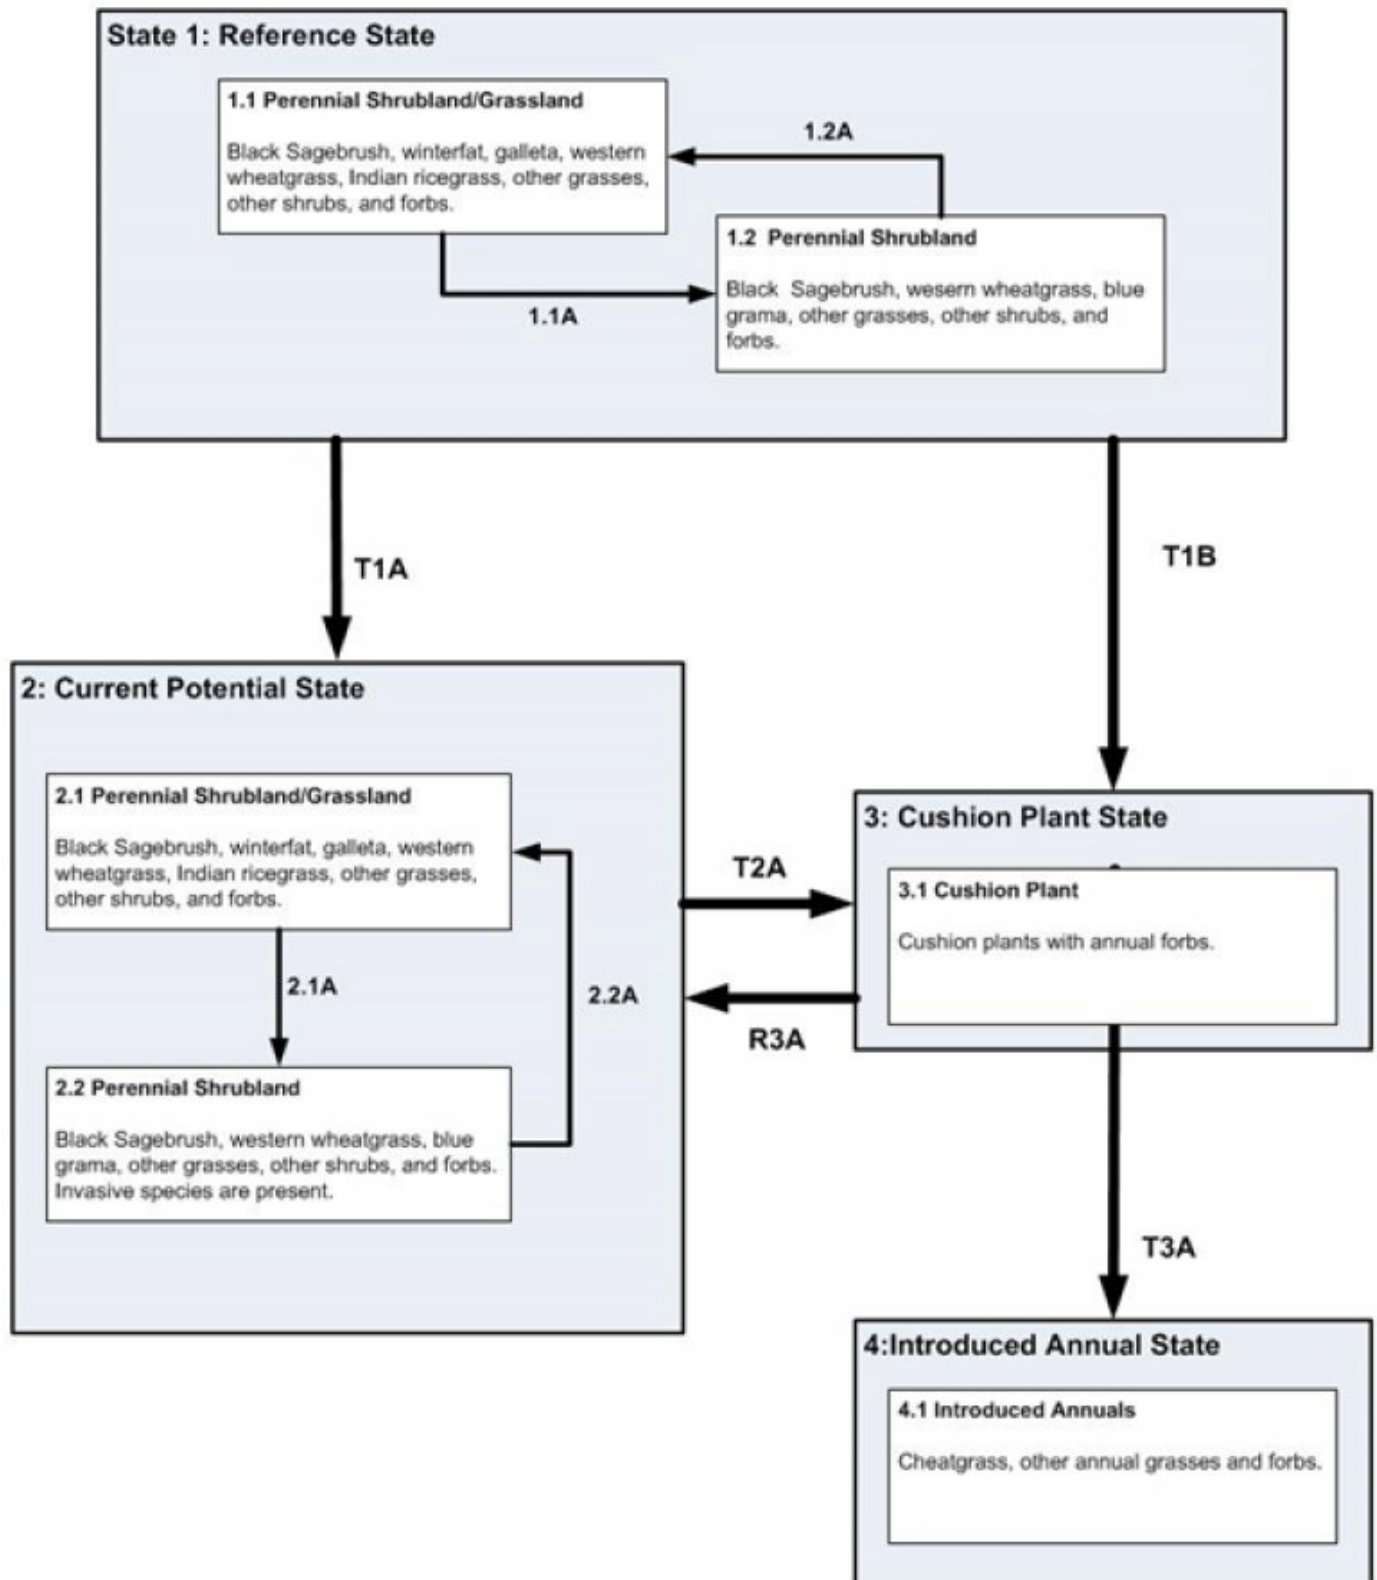 State 1: Reference State
1.1 Perennial Shrubland/Grassland
Black Sagebrush, winterfat, galleta, western
wheatgrass, Indian ricegrass, other grasses,
other shrubs, and forbs.
1.2A
1.2 Perennial Shrubland
Black Sagebrush, wesern wheatgrass, blue
grama, other grasses, other shrubs, and
forbs.
1.1A
T1A
T1B
2: Current Potential State
2.1 Perennial Shrubland/Grassland
Black Sagebrush, winterfat, galleta, western
wheatgrass, Indian ricegrass, other grasses,
other shrubs, and forbs.
2.1A
2.2A
2.2 Perennial Shrubland
Black Sagebrush, western wheatgrass, blue
grama, other grasses, other shrubs, and forbs.
Invasive species are present.
T2A
R3A
3: Cushion Plant State
3.1 Cushion Plant
Cushion plants with annual forbs.
T3A
4:Introduced Annual State
4.1 Introduced Annuals
Cheatgrass, other annual grasses and forbs.